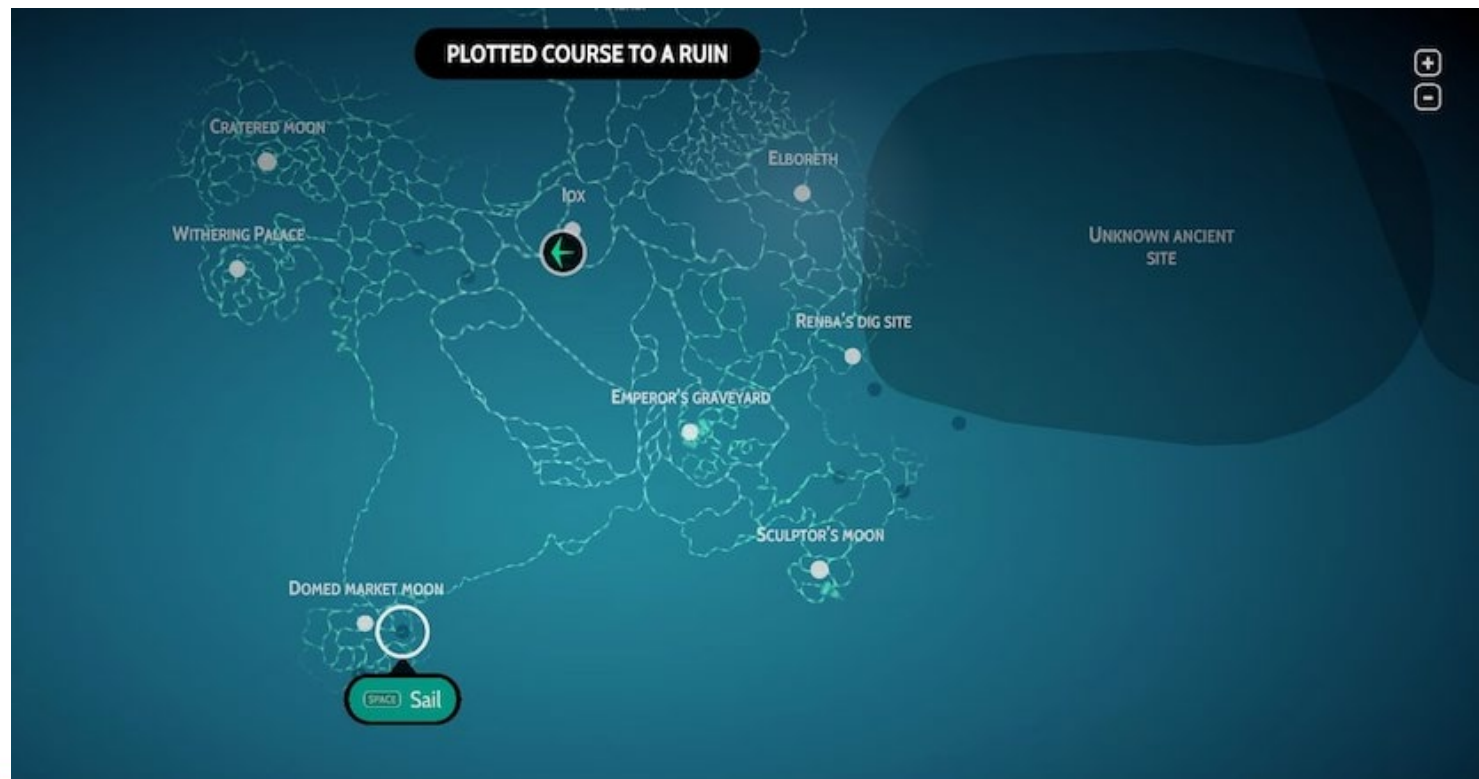 PLOTTED COURSE TO A RUIN
+
-
CRATERED MOON
ELBORETH
IOX
WITHERING PALACE
UNKNOWN ANCIENT
SITE
RENBA'S DIG SITE
EMPEROR'S GRAVEYARD
SCULPTOR'S MOON
DOMED MARKET MOON
SPACE Sail